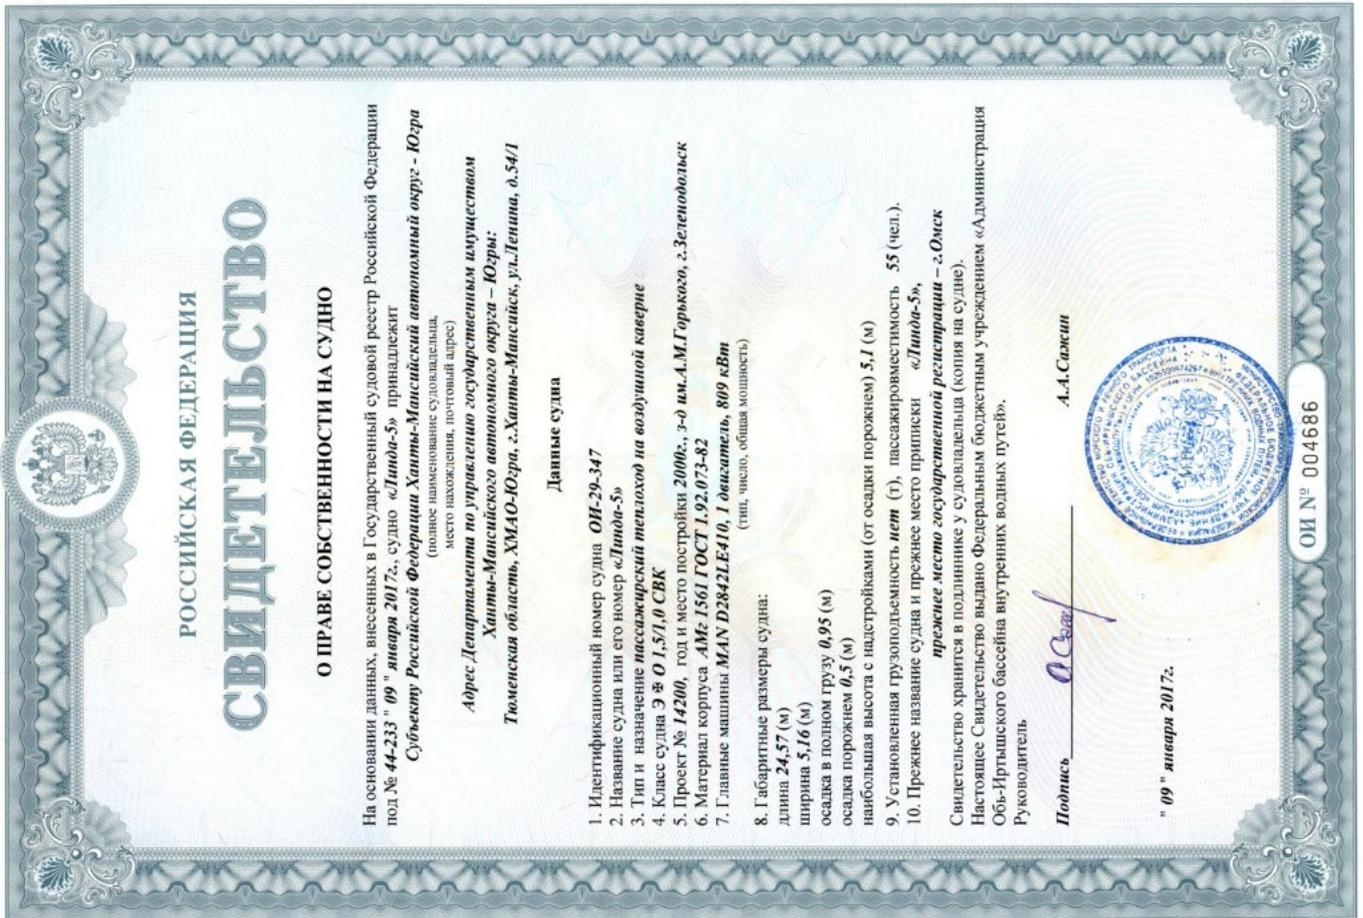 РОССИЙСКАЯ ФЕДЕРАЦИЯ
СВИДЕТЕЛЬСТВО
О ПРАВЕ СОБСТВЕННОСТИ НА СУДНО
На основании данных, внесенных в Государственный судовой реестр Российской Федерации
под № 44-233 " 09 " января 2017г., судно «Линда-5» принадлежит
Субъекту Российской Федерации Ханты-Мансийский автономный округ - Югра
(полное наименование судовладельца,
место нахождения, почтовый адрес)
Адрес Департамента по управлению государственным имуществом
Ханты-Мансийского автономного округа – Югры:
Тюменская область, ХМАО-Югра, г.Ханты-Мансийск, ул.Ленина, д.54/1
Данные судна
1. Идентификационный номер судна ОИ-29-347
2. Название судна или его номер «Линда-5»
3. Тип и назначение пассажирский теплоход на воздушной каверне
4. Класс судна Э ✠ О 1,5/1,0 СВК
5. Проект № 14200, год и место постройки 2000г., з-д им.А.М.Горького, г.Зеленодольск
6. Материал корпуса АМг 1561 ГОСТ 1.92.073-82
7. Главные машины MAN D2842LE410, 1 двигатель, 809 кВт
(тип, число, общая мощность)
8. Габаритные размеры судна:
длина 24,57 (м)
ширина 5,16 (м)
осадка в полном грузу 0,95 (м)
осадка порожнем 0,5 (м)
наибольшая высота с надстройками (от осадки порожнем) 5,1 (м)
9. Установленная грузоподъемность нет (т), пассажировместимость 55 (чел.).
10. Прежнее название судна и прежнее место приписки «Линда-5»,
прежнее место государственной регистрации – г.Омск
Свидетельство хранится в подлиннике у судовладельца (копия на судне).
Настоящее Свидетельство выдано Федеральным бюджетным учреждением «Администрация
Обь-Иртышского бассейна внутренних водных путей».
Руководитель
Подпись А.А.Сажин
" 09 " января 2017г.
ОИ № 004686